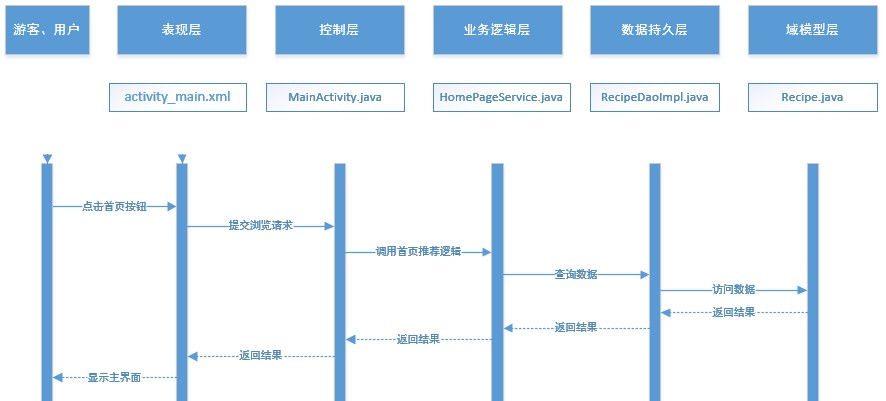 游客、用户
表现层
控制层
业务逻辑层
数据持久层
域模型层
activity_main.xml
MainActivity.java
HomePageService.java
RecipeDaoImpl.java
Recipe.java
点击首页按钮
提交浏览请求
调用首页推荐逻辑
查询数据
访问数据
返回结果
返回结果
返回结果
返回结果
显示主界面